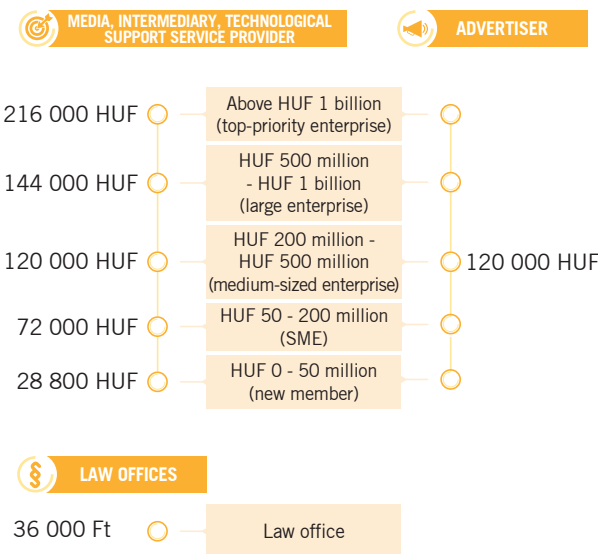 MEDIA, INTERMEDIARY, TECHNOLOGICAL
SUPPORT SERVICE PROVIDER
ADVERTISER
216 000 HUF
Above HUF 1 billion
(top-priority enterprise)
144 000 HUF
HUF 500 million
- HUF 1 billion
(large enterprise)
120 000 HUF
HUF 200 million -
HUF 500 million
(medium-sized enterprise)
120 000 HUF
72 000 HUF
HUF 50 - 200 million
(SME)
28 800 HUF
HUF 0 - 50 million
(new member)
§
LAW OFFICES
36 000 Ft
Law office